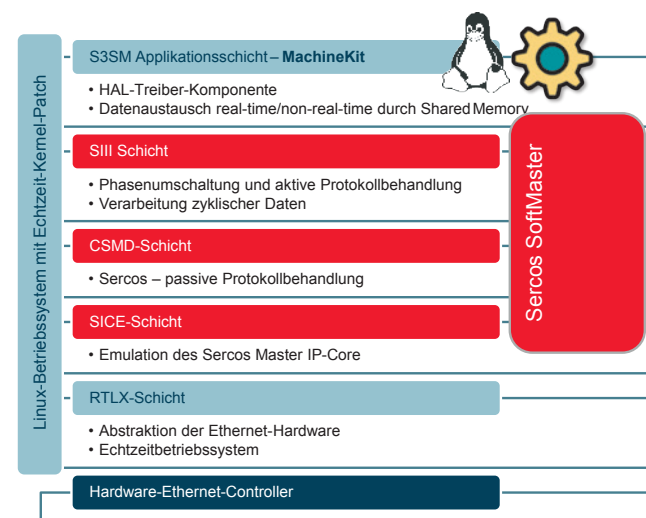 S3SM Applikationsschicht – MachineKit
• HAL-Treiber-Komponente
• Datenaustausch real-time/non-real-time durch Shared Memory
SIII Schicht
• Phasenumschaltung und aktive Protokollbehandlung
• Verarbeitung zyklischer Daten
CSMD-Schicht
• Sercos – passive Protokollbehandlung
SICE-Schicht
• Emulation des Sercos Master IP-Core
RTLX-Schicht
• Abstraktion der Ethernet-Hardware
• Echtzeitbetriebssystem
Hardware-Ethernet-Controller
Linux-Betriebssystem mit Echtzeit-Kernel-Patch
Sercos SoftMaster